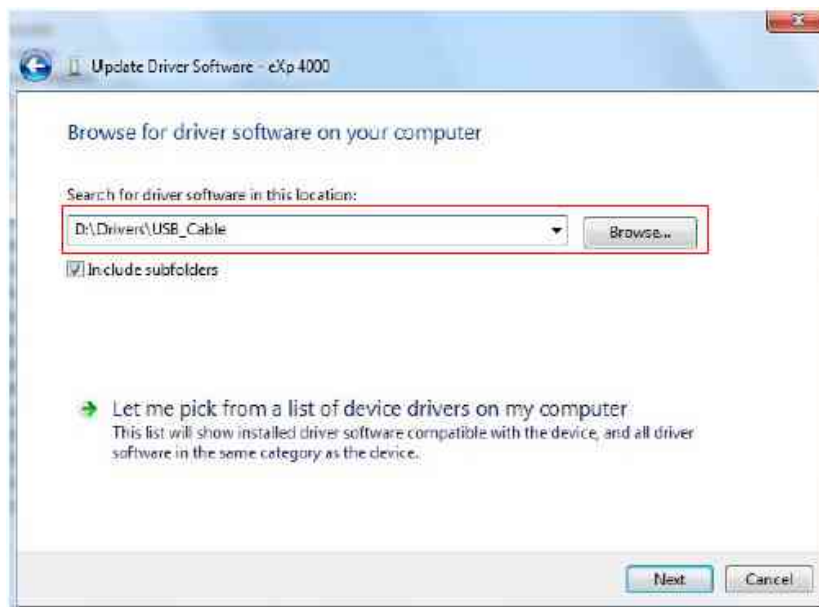 Update Driver Software - eXp 4000
Browse for driver software on your computer
Search for driver software in this location:
D:\Drivers\USB_Cable
Browse...
Include subfolders
Let me pick from a list of device drivers on my computer
This list will show installed driver software compatible with the device, and all driver
software in the same category as the device.
Next
Cancel